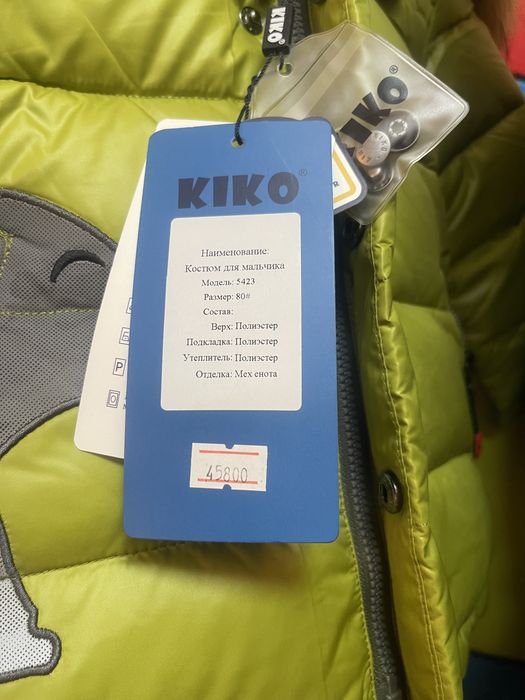 KIKO
KIKO
KIKO®
Наименование:
Костюм для мальчика
Модель: 5423
Размер: 80#
Состав:
Верх: Полиэстер
Подкладка: Полиэстер
Утеплитель: Полиэстер
Отделка: Мех енота
45800
Б
Р
О